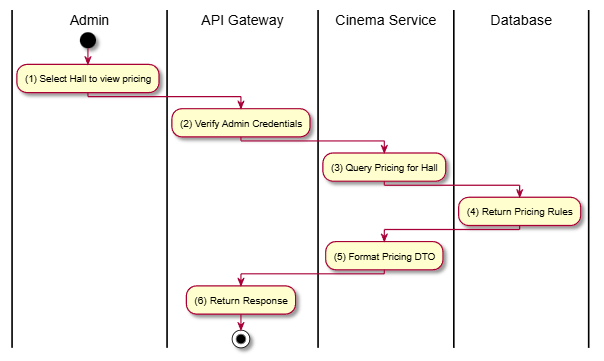 Admin
API Gateway
Cinema Service
Database
(1) Select Hall to view pricing
(2) Verify Admin Credentials
(3) Query Pricing for Hall
(4) Return Pricing Rules
(5) Format Pricing DTO
(6) Return Response